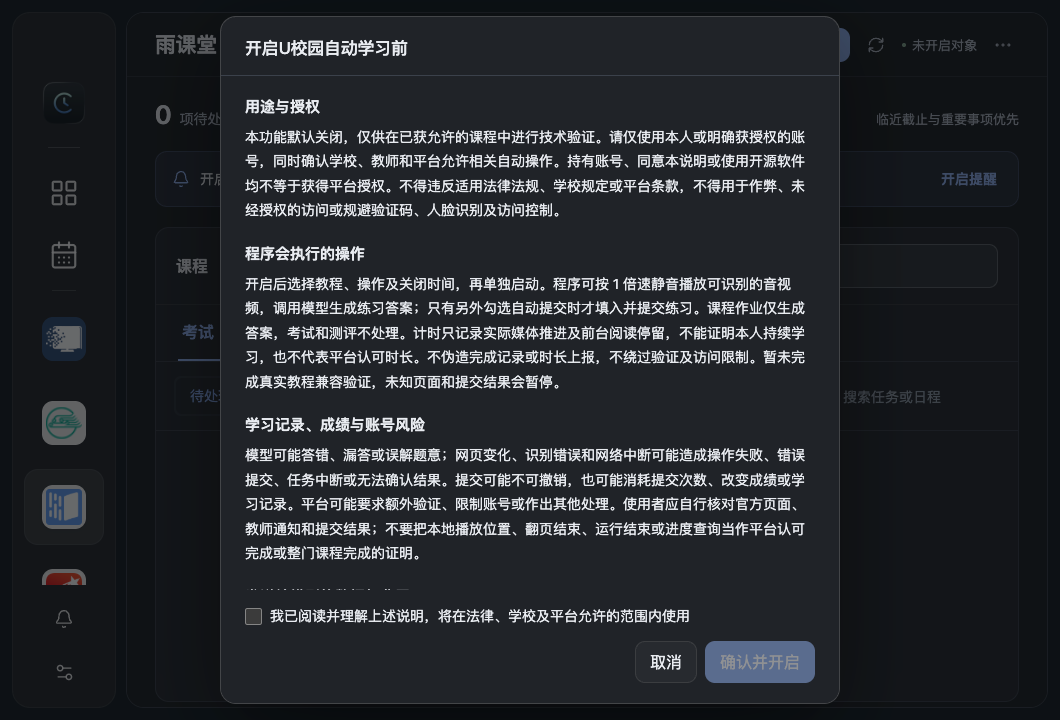 开启U校园自动学习前
雨课堂
未开启对象
0 项待处
临近截止与重要事项优先
开启提醒
课程
考试
待处
搜索任务或日程
用途与授权
本功能默认关闭，仅供在已获允许的课程中进行技术验证。请仅使用本人或明确获授权的账
号，同时确认学校、教师和平台允许相关自动操作。持有账号、同意本说明或使用开源软件
均不等于获得平台授权。不得违反适用法律法规、学校规定或平台条款，不得用于作弊、未
经授权的访问或规避验证码、人脸识别及访问控制。
程序会执行的操作
开启后选择教程、操作及关闭时间，再单独启动。程序可按 1 倍速静音播放可识别的音视
频，调用模型生成练习答案；只有另外勾选自动提交时才填入并提交练习。课程作业仅生成
答案，考试和测评不处理。计时只记录实际媒体推进及前台阅读停留，不能证明本人持续学
习，也不代表平台认可时长。不伪造完成记录或时长上报，不绕过验证及访问限制。暂未完
成真实教程兼容验证，未知页面和提交结果会暂停。
学习记录、成绩与账号风险
模型可能答错、漏答或误解题意；网页变化、识别错误和网络中断可能造成操作失败、错误
提交、任务中断或无法确认结果。提交可能不可撤销，也可能消耗提交次数、改变成绩或学
习记录。平台可能要求额外验证、限制账号或作出其他处理。使用者应自行核对官方页面、
教师通知和提交结果；不要把本地播放位置、翻页结束、运行结束或进度查询当作平台认可
完成或整门课程完成的证明。
我已阅读并理解上述说明，将在法律、学校及平台允许的范围内使用
取消
确认并开启